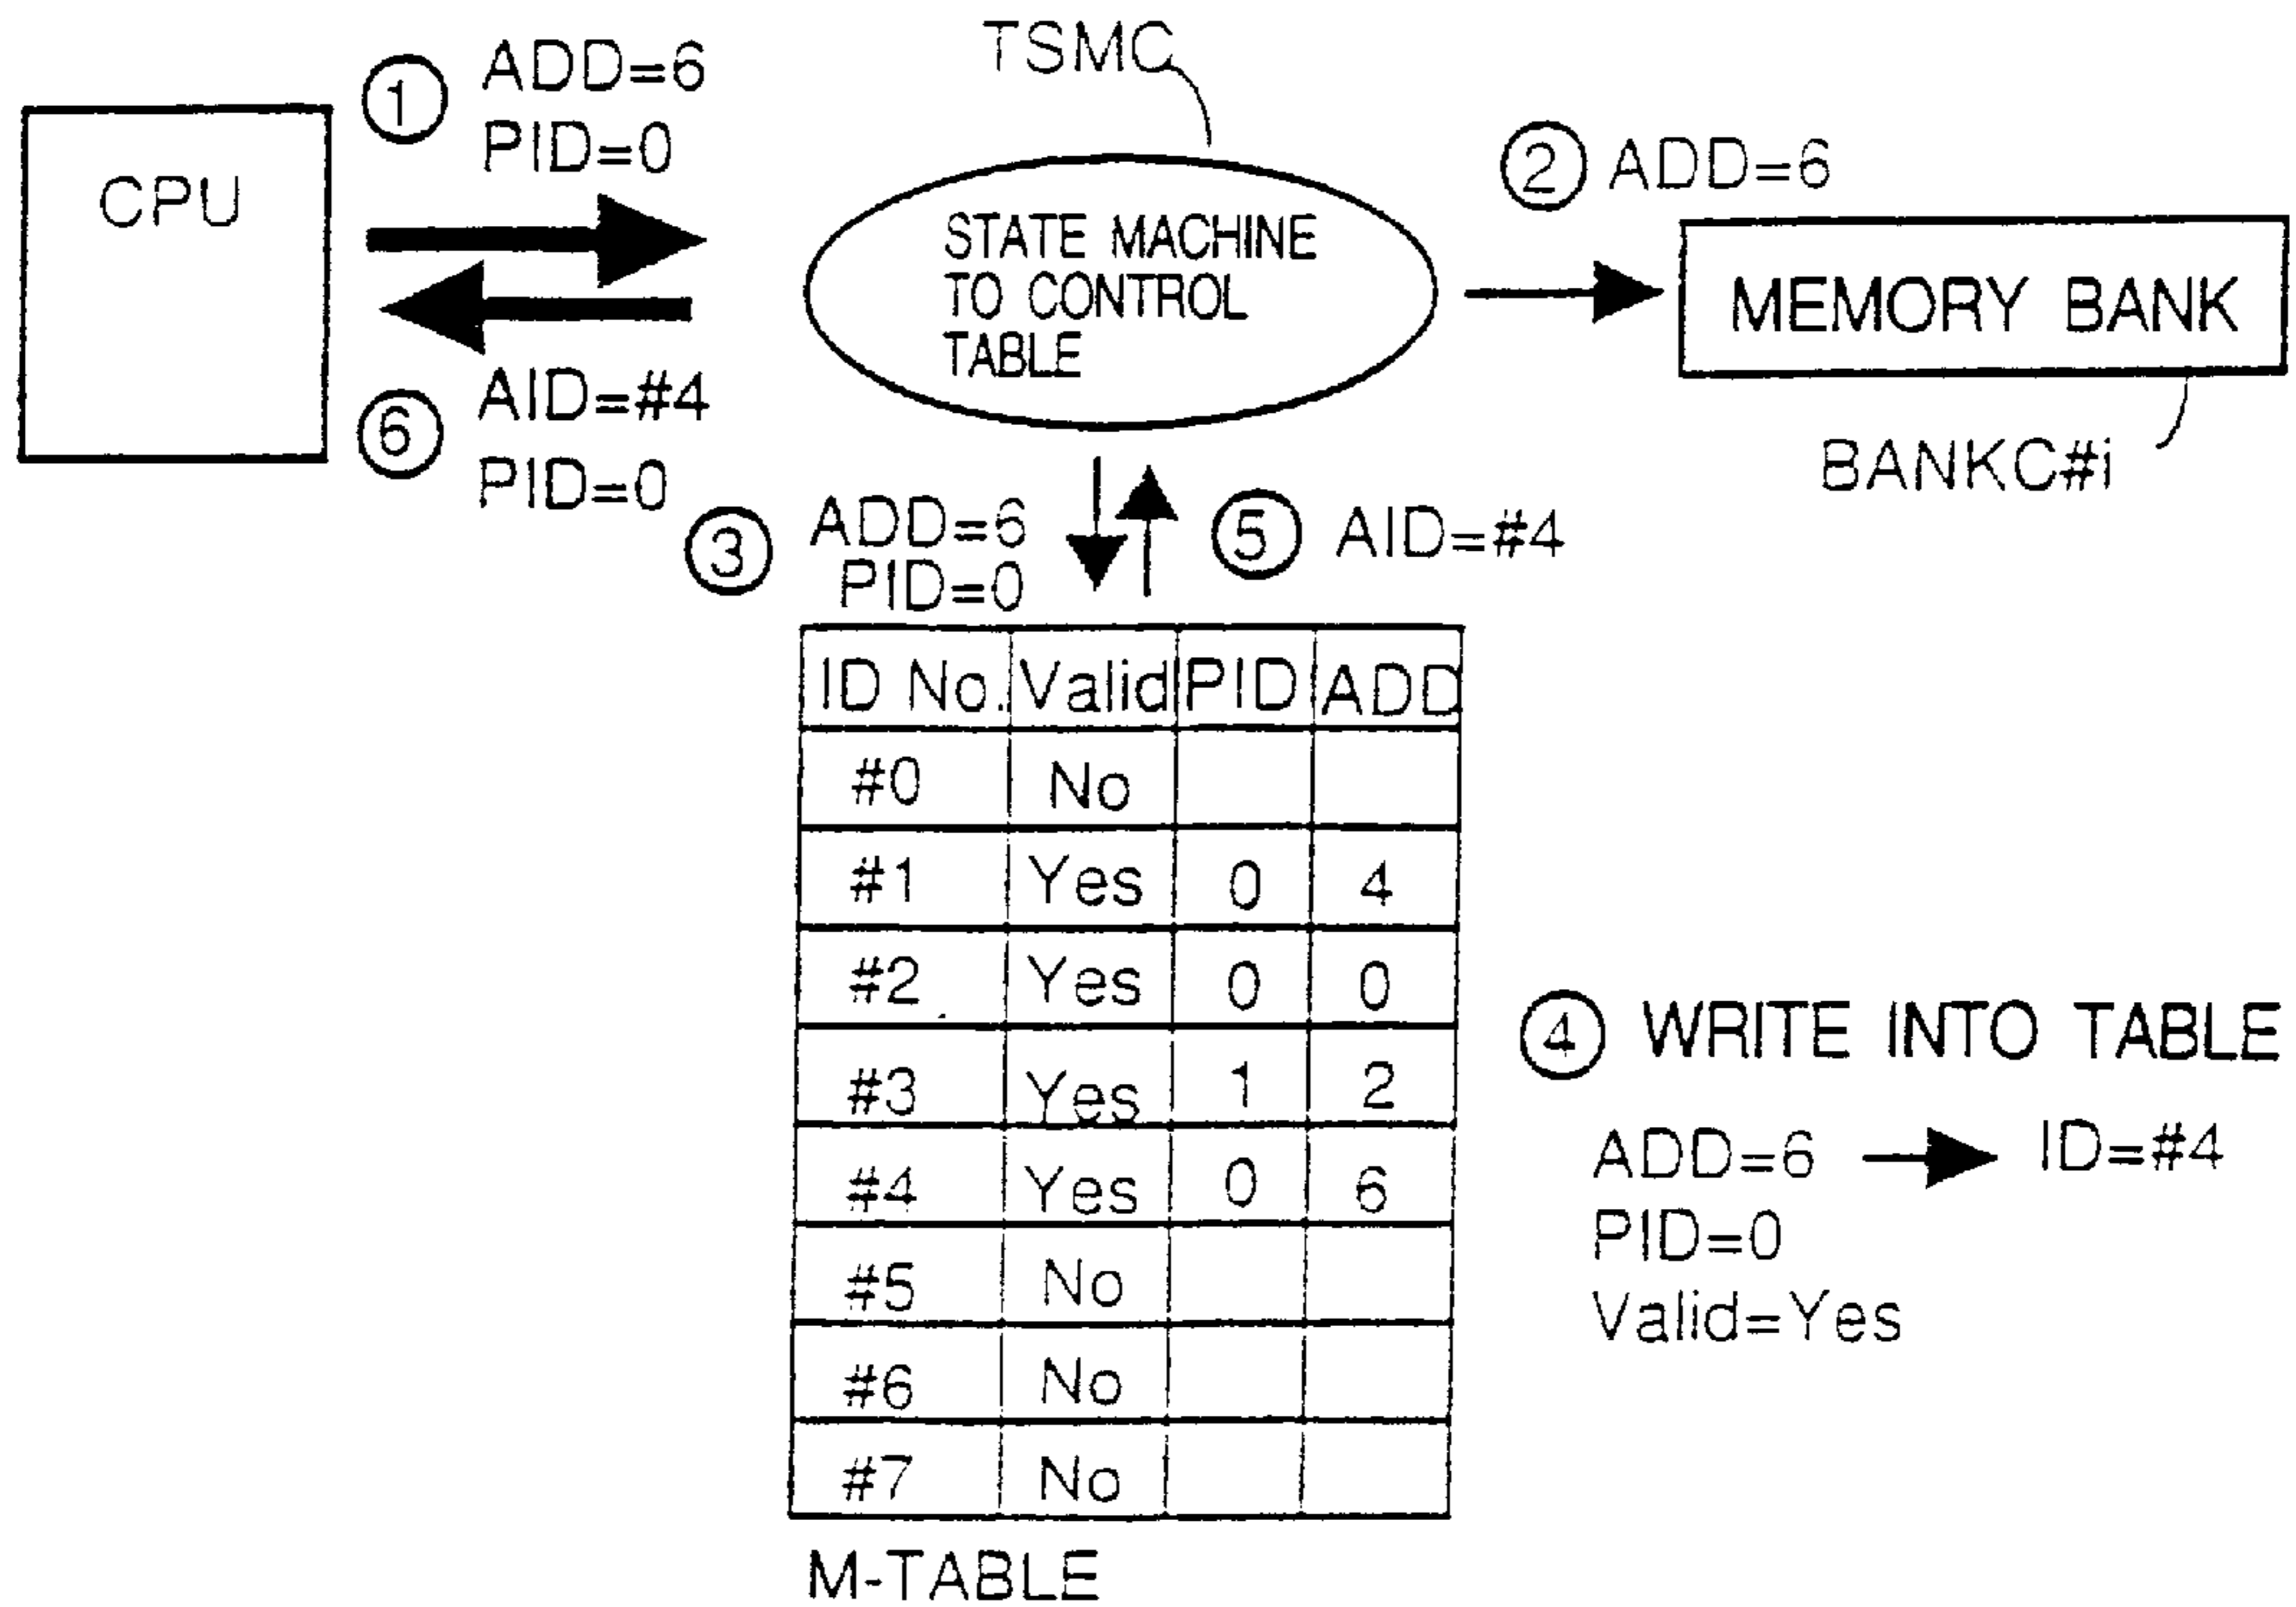 TSMC
① ADD=6
PID=0
CPU
STATE MACHINE
TO CONTROL
TABLE
② ADD=6
MEMORY BANK
BANKC#i
⑥ AID=#4
PID=0
③ ADD=6
PID=0
⑤ AID=#4
ID No. Valid PID ADD
#0 No
#1 Yes 0 4
#2 Yes 0 0
#3 Yes 1 2
#4 Yes 0 6
#5 No
#6 No
#7 No
M-TABLE
④ WRITE INTO TABLE
ADD=6 → ID=#4
PID=0
Valid=Yes